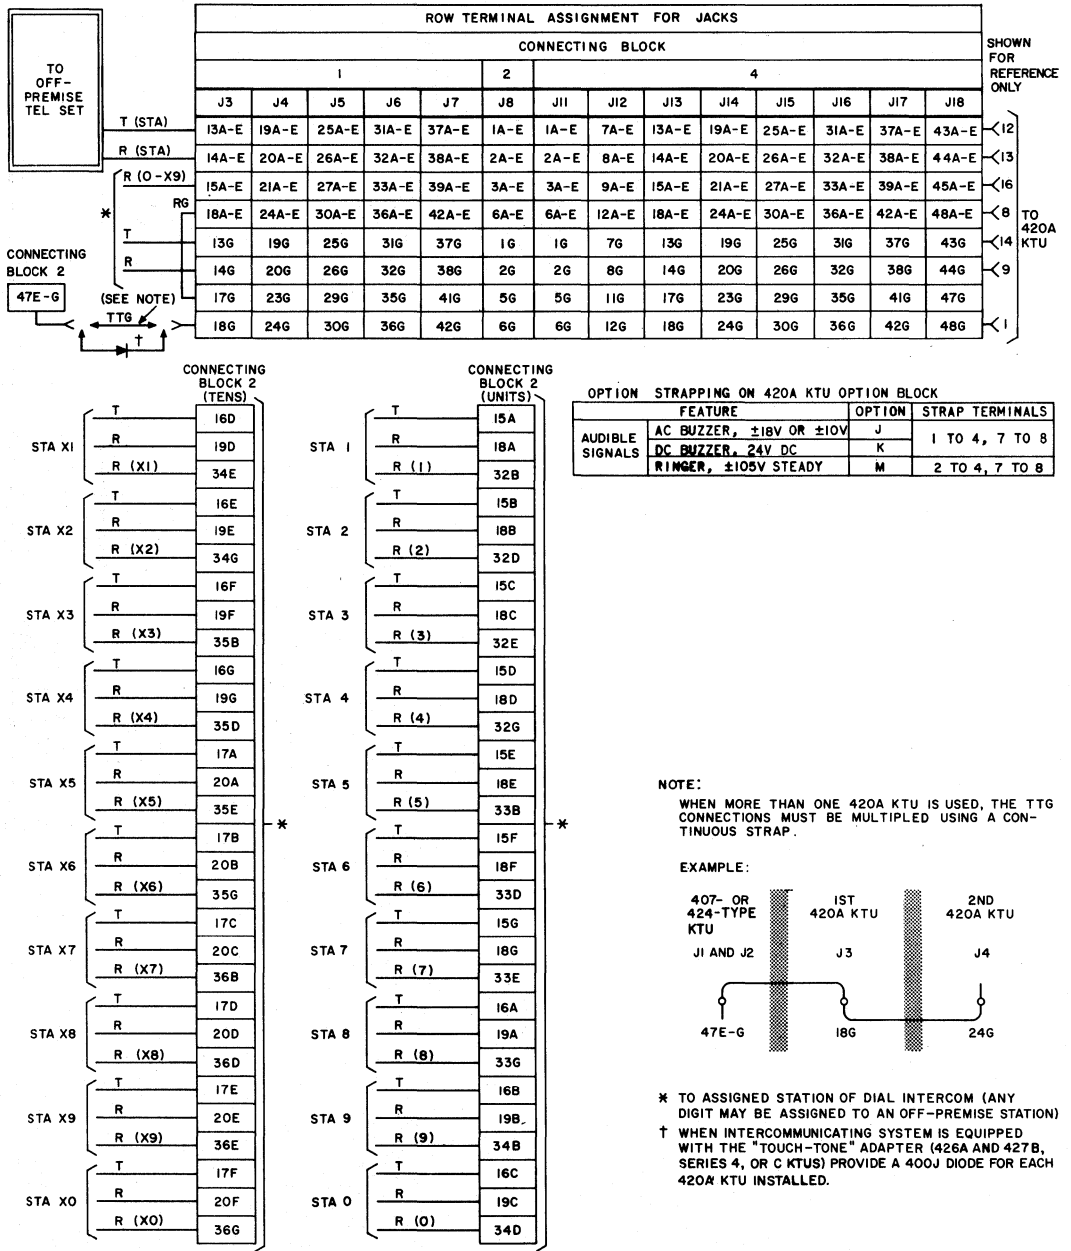 ROW TERMINAL ASSIGNMENT FOR JACKS
CONNECTING BLOCK
SHOWN FOR REFERENCE ONLY
1 2 4
J3 J4 J5 J6 J7 J8 J11 J12 J13 J14 J15 J16 J17 J18
TO OFF-PREMISE TEL SET
T (STA) 13A-E 19A-E 25A-E 31A-E 37A-E 1A-E 1A-E 7A-E 13A-E 19A-E 25A-E 31A-E 37A-E 43A-E 12
R (STA) 14A-E 20A-E 26A-E 32A-E 38A-E 2A-E 2A-E 8A-E 14A-E 20A-E 26A-E 32A-E 38A-E 44A-E 13
R (0-X9) 15A-E 21A-E 27A-E 33A-E 39A-E 3A-E 3A-E 9A-E 15A-E 21A-E 27A-E 33A-E 39A-E 45A-E 16
* RG 18A-E 24A-E 30A-E 36A-E 42A-E 6A-E 6A-E 12A-E 18A-E 24A-E 30A-E 36A-E 42A-E 48A-E 8
TO 420A KTU
T 13G 19G 25G 31G 37G 1G 1G 7G 13G 19G 25G 31G 37G 43G 14
R 14G 20G 26G 32G 38G 2G 2G 8G 14G 20G 26G 32G 38G 44G 9
17G 23G 29G 35G 41G 5G 5G 11G 17G 23G 29G 35G 41G 47G
18G 24G 30G 36G 42G 6G 6G 12G 18G 24G 30G 36G 42G 48G 1
CONNECTING BLOCK 2
47E-G
(SEE NOTE)
TTG
†
CONNECTING BLOCK 2 (TENS)
STA X1
T 16D
R 19D
R (X1) 34E
STA X2
T 16E
R 19E
R (X2) 34G
STA X3
T 16F
R 19F
R (X3) 35B
STA X4
T 16G
R 19G
R (X4) 35D
STA X5
T 17A
R 20A
R (X5) 35E
STA X6
T 17B
R 20B
R (X6) 35G
STA X7
T 17C
R 20C
R (X7) 36B
STA X8
T 17D
R 20D
R (X8) 36D
STA X9
T 17E
R 20E
R (X9) 36E
STA X0
T 17F
R 20F
R (X0) 36G
*
CONNECTING BLOCK 2 (UNITS)
STA 1
T 15A
R 18A
R (1) 32B
STA 2
T 15B
R 18B
R (2) 32D
STA 3
T 15C
R 18C
R (3) 32E
STA 4
T 15D
R 18D
R (4) 32G
STA 5
T 15E
R 18E
R (5) 33B
STA 6
T 15F
R 18F
R (6) 33D
STA 7
T 15G
R 18G
R (7) 33E
STA 8
T 16A
R 19A
R (8) 33G
STA 9
T 16B
R 19B
R (9) 34B
STA 0
T 16C
R 19C
R (0) 34D
*
OPTION STRAPPING ON 420A KTU OPTION BLOCK
FEATURE OPTION STRAP TERMINALS
AUDIBLE SIGNALS
AC BUZZER, ±18V OR ±10V J 1 TO 4, 7 TO 8
DC BUZZER, 24V DC K
RINGER, ±105V STEADY M 2 TO 4, 7 TO 8
NOTE:
WHEN MORE THAN ONE 420A KTU IS USED, THE TTG
CONNECTIONS MUST BE MULTIPLED USING A CON-
TINUOUS STRAP.
EXAMPLE:
407- OR 424-TYPE KTU
1ST 420A KTU
2ND 420A KTU
J1 AND J2 J3 J4
47E-G 18G 24G
* TO ASSIGNED STATION OF DIAL INTERCOM (ANY
DIGIT MAY BE ASSIGNED TO AN OFF-PREMISE STATION)
† WHEN INTERCOMMUNICATING SYSTEM IS EQUIPPED
WITH THE "TOUCH-TONE" ADAPTER (426A AND 427B,
SERIES 4, OR C KTUS) PROVIDE A 400J DIODE FOR EACH
420A KTU INSTALLED.